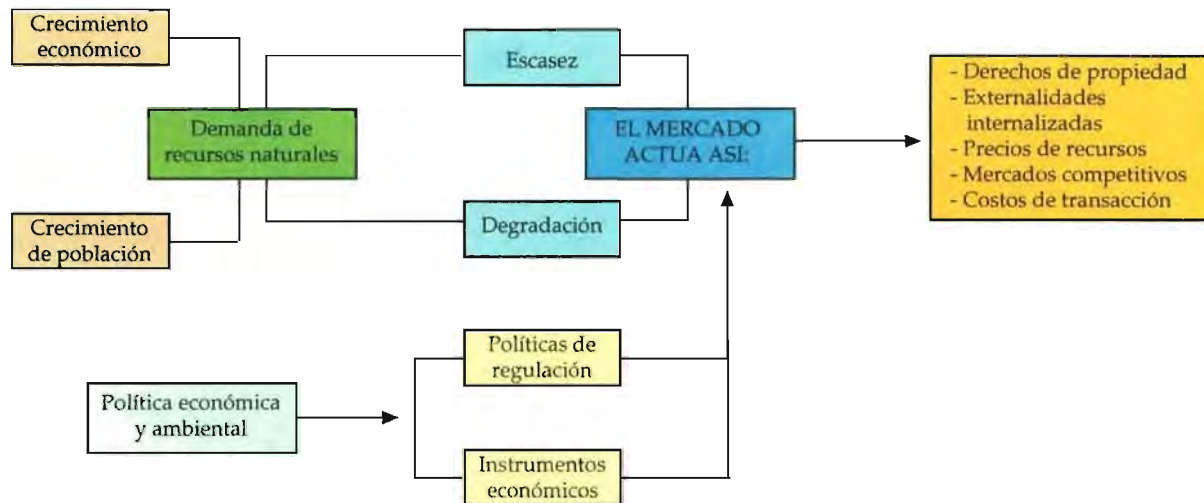 Crecimiento
económico
Demanda de
recursos naturales
Crecimiento
de población
Escasez
Degradación
EL MERCADO
ACTUA ASI:
- Derechos de propiedad
- Externalidades
internalizadas
- Precios de recursos
- Mercados competitivos
- Costos de transacción
Política económica
y ambiental
Políticas de
regulación
Instrumentos
económicos